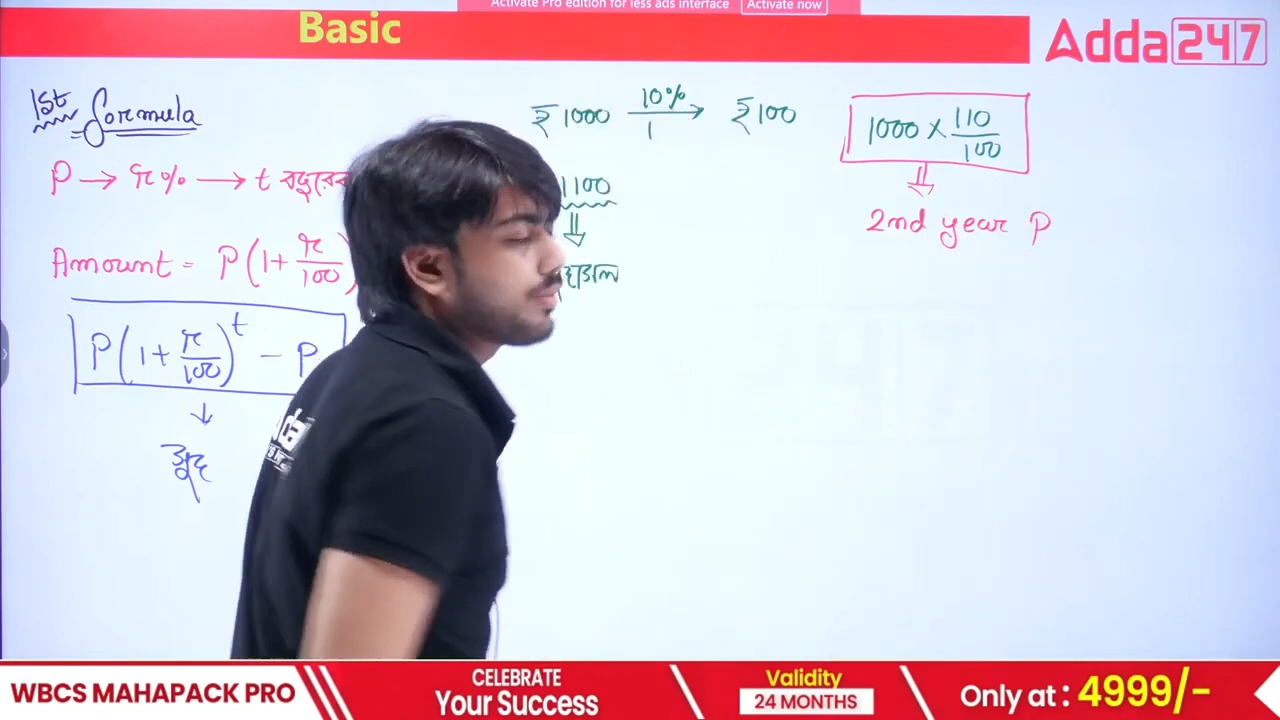 Activate Pro edition for less ads interface Activate now
Basic
Adda 247
1st formula
P → r% → t
Amount = P(1+r/100)
P(1+r/100)^t - P
↓
সুদ
₹1000 10% → ₹100
1
1100
⇓
1000 × 110/100
⇓
2nd year P
WBCS MAHAPACK PRO
CELEBRATE
Your Success
Validity
24 MONTHS
Only at : 4999/-